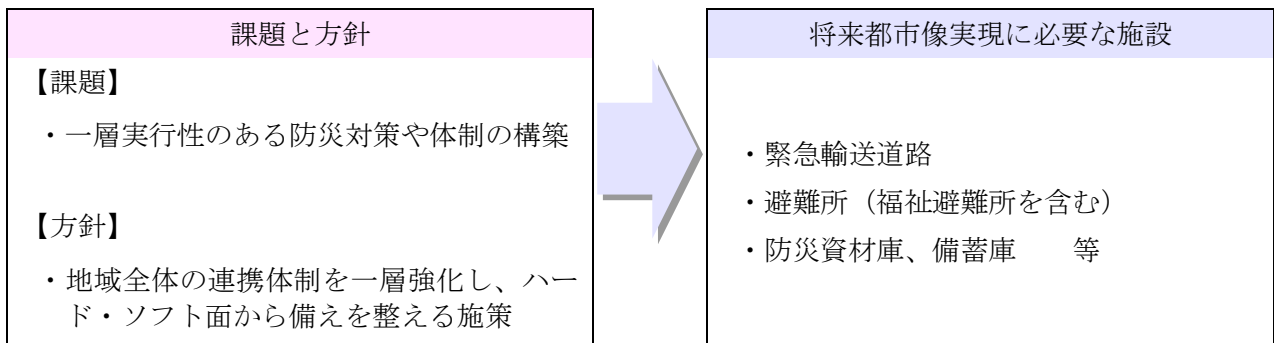 課題と方針
【課題】
・一層実行性のある防災対策や体制の構築
【方針】
・地域全体の連携体制を一層強化し、ハー
ド・ソフト面から備えを整える施策
将来都市像実現に必要な施設
・緊急輸送道路
・避難所（福祉避難所を含む）
・防災資材庫、備蓄庫　　等